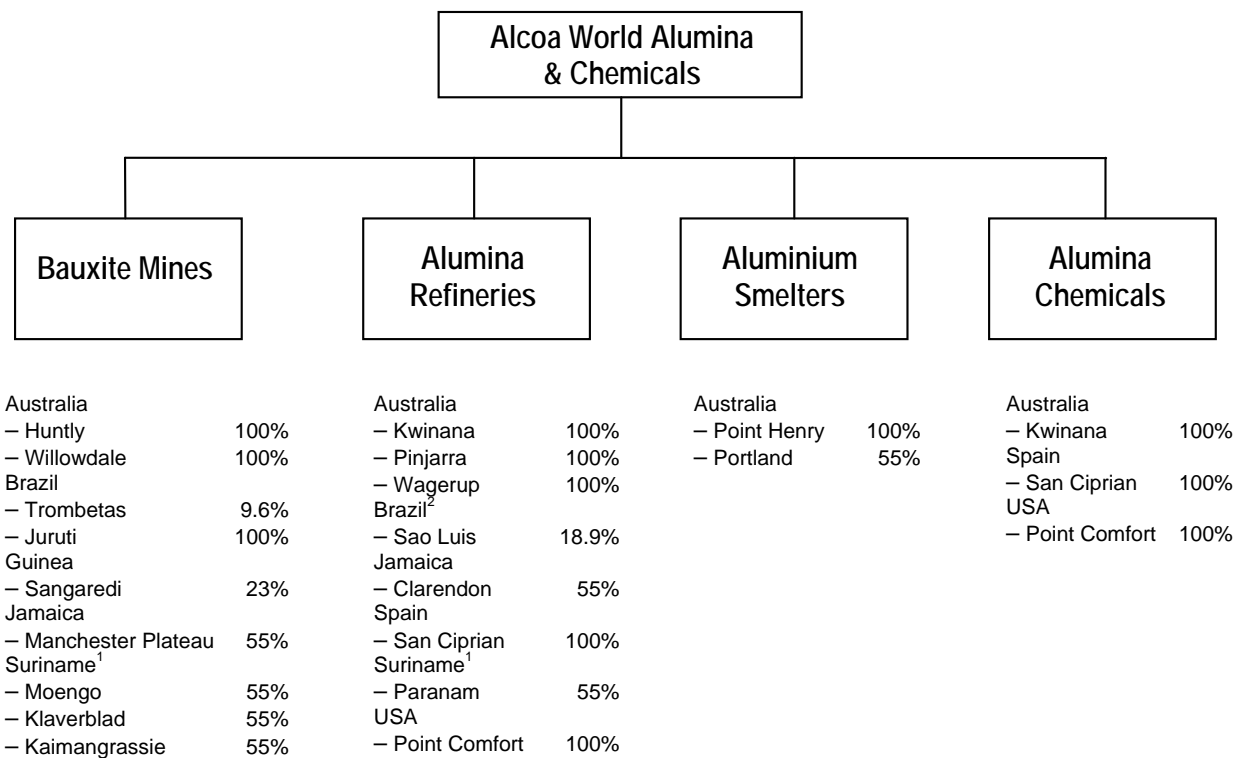 Alcoa World Alumina
& Chemicals
Bauxite Mines
Alumina
Refineries
Aluminium
Smelters
Alumina
Chemicals
Australia
– Huntly 100%
– Willowdale 100%
Brazil
– Trombetas 9.6%
– Juruti 100%
Guinea
– Sangaredi 23%
Jamaica
– Manchester Plateau 55%
Suriname¹
– Moengo 55%
– Klaverblad 55%
– Kaimangrassie 55%
Australia
– Kwinana 100%
– Pinjarra 100%
– Wagerup 100%
Brazil²
– Sao Luis 18.9%
Jamaica
– Clarendon 55%
Spain
– San Ciprian 100%
Suriname¹
– Paranam 55%
USA
– Point Comfort 100%
Australia
– Point Henry 100%
– Portland 55%
Australia
– Kwinana 100%
Spain
– San Ciprian 100%
USA
– Point Comfort 100%